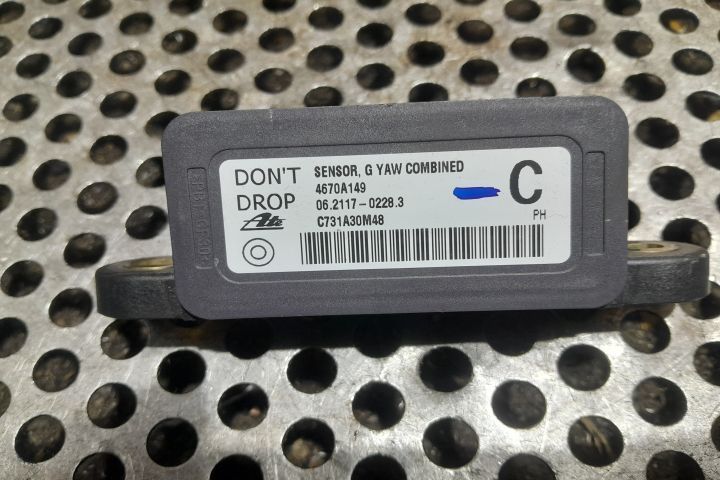 DON'T
DROP
Ate
SENSOR, G YAW COMBINED
4670A149
06.2117-0228.3
C731A30M48
C
PH